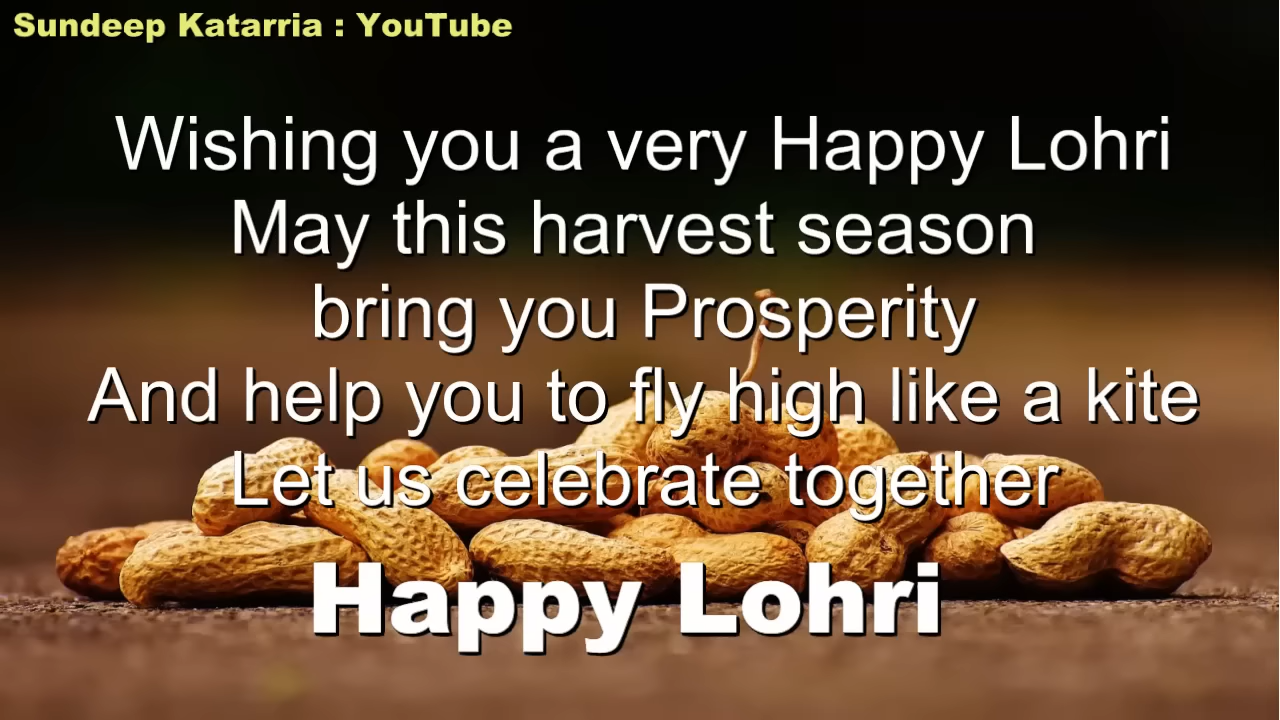 Sundeep Katarria : YouTube
Wishing you a very Happy Lohri
May this harvest season
bring you Prosperity
And help you to fly high like a kite
Let us celebrate together
Happy Lohri